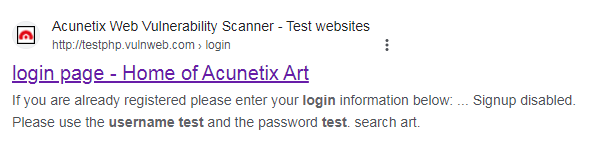 Acunetix Web Vulnerability Scanner - Test websites
http://testphp.vulnweb.com › login
login page - Home of Acunetix Art
If you are already registered please enter your login information below: ... Signup disabled.
Please use the username test and the password test. search art.